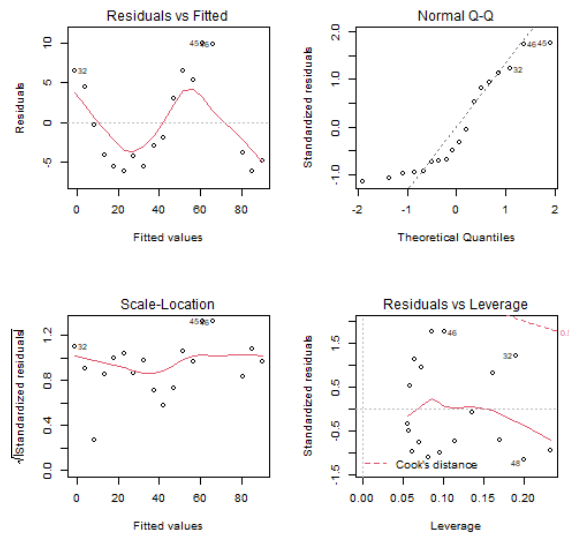 Residuals vs Fitted
Residuals
10
5
0
-5
32
45
46
0 20 40 60 80
Fitted values
Normal Q-Q
Standardized residuals
2.0
1.0
0.0
-1.0
46
45
32
-2 -1 0 1 2
Theoretical Quantiles
Scale-Location
√|Standardized residuals|
1.2
0.8
0.4
0.0
32
45
46
0 20 40 60 80
Fitted values
Residuals vs Leverage
Standardized residuals
1.5
0.5
-0.5
-1.5
46
32
48
Cook's distance
0.00 0.05 0.10 0.15 0.20
Leverage